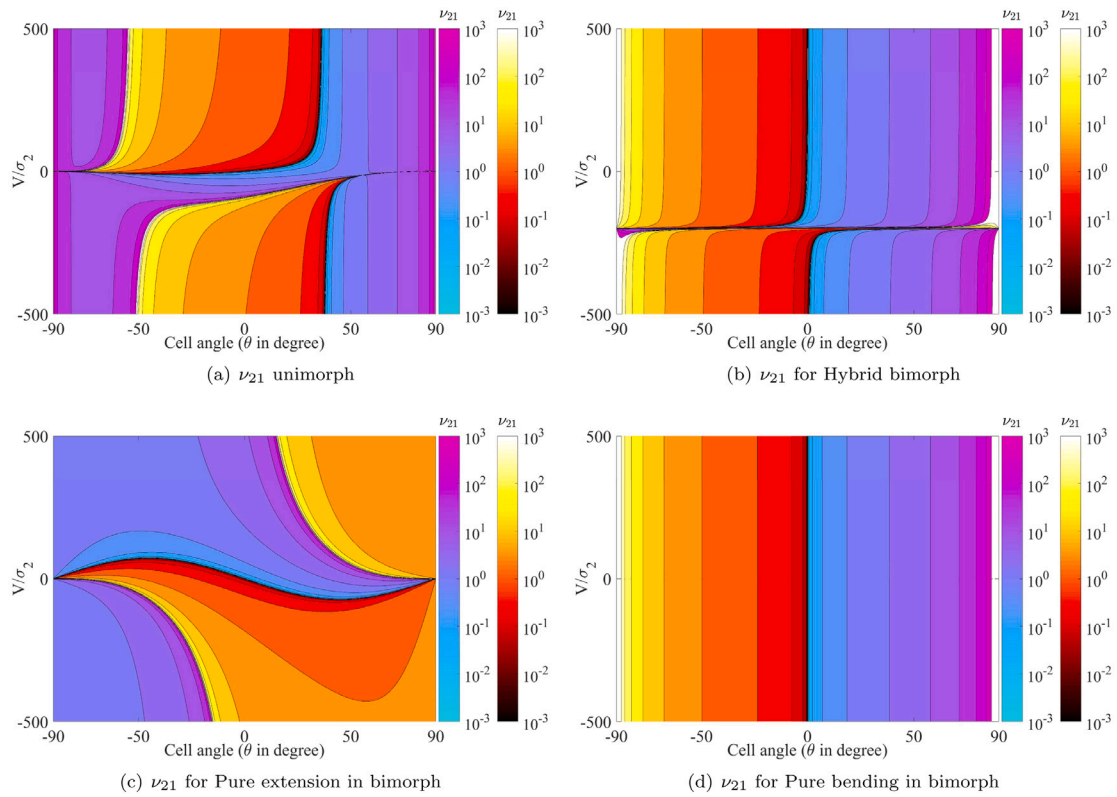 ν21 ν21
500
10^3 10^3
10^2 10^2
10^1 10^1
V/σ2 0 10^0 10^0
10^-1 10^-1
10^-2 10^-2
-500 10^-3 10^-3
-90 -50 0 50 90
Cell angle (θ in degree)
(a) ν21 unimorph
ν21 ν21
500
10^3 10^3
10^2 10^2
10^1 10^1
V/σ2 0 10^0 10^0
10^-1 10^-1
10^-2 10^-2
-500 10^-3 10^-3
-90 -50 0 50 90
Cell angle (θ in degree)
(b) ν21 for Hybrid bimorph
ν21 ν21
500
10^3 10^3
10^2 10^2
10^1 10^1
V/σ2 0 10^0 10^0
10^-1 10^-1
10^-2 10^-2
-500 10^-3 10^-3
-90 -50 0 50 90
Cell angle (θ in degree)
(c) ν21 for Pure extension in bimorph
ν21 ν21
500
10^3 10^3
10^2 10^2
10^1 10^1
V/σ2 0 10^0 10^0
10^-1 10^-1
10^-2 10^-2
-500 10^-3 10^-3
-90 -50 0 50 90
Cell angle (θ in degree)
(d) ν21 for Pure bending in bimorph